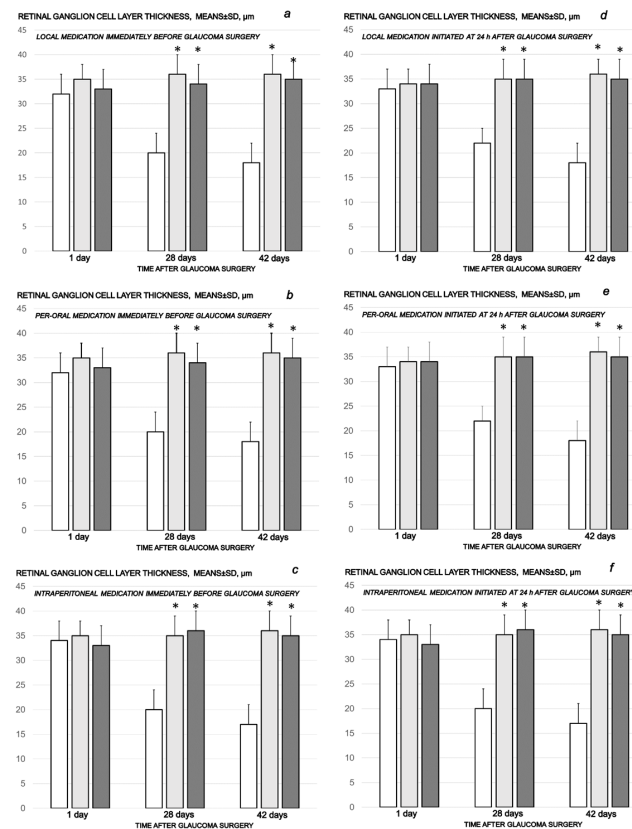 RETINAL GANGLION CELL LAYER THICKNESS, MEANS±SD, µm
a
LOCAL MEDICATION IMMEDIATELY BEFORE GLAUCOMA SURGERY
45
40
35
30
25
20
15
10
5
0
* * * *
1 day 28 days 42 days
TIME AFTER GLAUCOMA SURGERY
RETINAL GANGLION CELL LAYER THICKNESS, MEANS±SD, µm
b
PER-ORAL MEDICATION IMMEDIATELY BEFORE GLAUCOMA SURGERY
45
40
35
30
25
20
15
10
5
0
* * * *
1 day 28 days 42 days
TIME AFTER GLAUCOMA SURGERY
RETINAL GANGLION CELL LAYER THICKNESS, MEANS±SD, µm
c
INTRAPERITONEAL MEDICATION IMMEDIATELY BEFORE GLAUCOMA SURGERY
45
40
35
30
25
20
15
10
5
0
* * * *
1 day 28 days 42 days
TIME AFTER GLAUCOMA SURGERY
RETINAL GANGLION CELL LAYER THICKNESS, MEANS±SD, µm
d
LOCAL MEDICATION INITIATED AT 24 h AFTER GLAUCOMA SURGERY
45
40
35
30
25
20
15
10
5
0
* * * *
1 day 28 days 42 days
TIME AFTER GLAUCOMA SURGERY
RETINAL GANGLION CELL LAYER THICKNESS, MEANS±SD, µm
e
PER-ORAL MEDICATION INITIATED AT 24 h AFTER GLAUCOMA SURGERY
45
40
35
30
25
20
15
10
5
0
* * * *
1 day 28 days 42 days
TIME AFTER GLAUCOMA SURGERY
RETINAL GANGLION CELL LAYER THICKNESS, MEANS±SD, µm
f
INTRAPERITONEAL MEDICATION INITIATED AT 24 h AFTER GLAUCOMA SURGERY
45
40
35
30
25
20
15
10
5
0
* * * *
1 day 28 days 42 days
TIME AFTER GLAUCOMA SURGERY